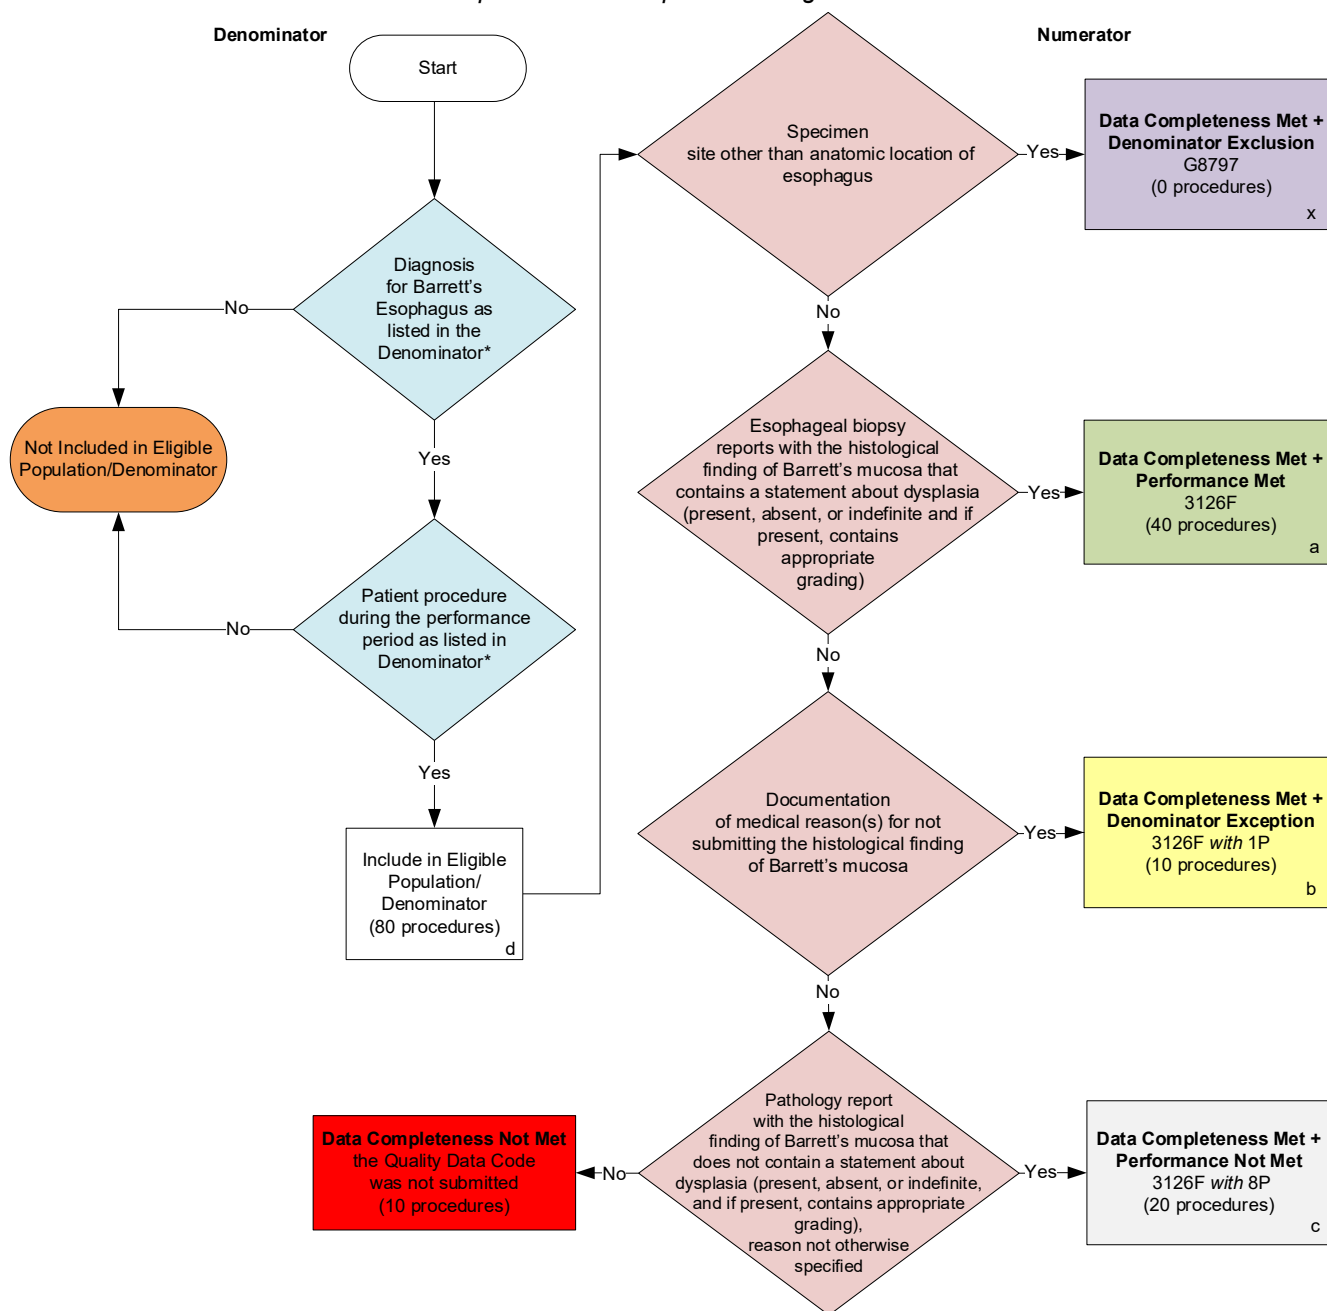 Denominator
Numerator
Start
Diagnosis
for Barrett's
Esophagus as
listed in the
Denominator*
No
Yes
Not Included in Eligible
Population/Denominator
Patient procedure
during the performance
period as listed in
Denominator*
No
Yes
Include in Eligible
Population/
Denominator
(80 procedures)
d
Specimen
site other than anatomic location of
esophagus
Yes
Data Completeness Met +
Denominator Exclusion
G8797
(0 procedures)
x
No
Esophageal biopsy
reports with the histological
finding of Barrett's mucosa that
contains a statement about dysplasia
(present, absent, or indefinite and if
present, contains
appropriate
grading)
Yes
Data Completeness Met +
Performance Met
3126F
(40 procedures)
a
No
Documentation
of medical reason(s) for not
submitting the histological finding
of Barrett's mucosa
Yes
Data Completeness Met +
Denominator Exception
3126F with 1P
(10 procedures)
b
No
Pathology report
with the histological
finding of Barrett's mucosa that
does not contain a statement about
dysplasia (present, absent, or indefinite,
and if present, contains appropriate
grading),
reason not otherwise
specified
Yes
Data Completeness Met +
Performance Not Met
3126F with 8P
(20 procedures)
c
No
Data Completeness Not Met
the Quality Data Code
was not submitted
(10 procedures)